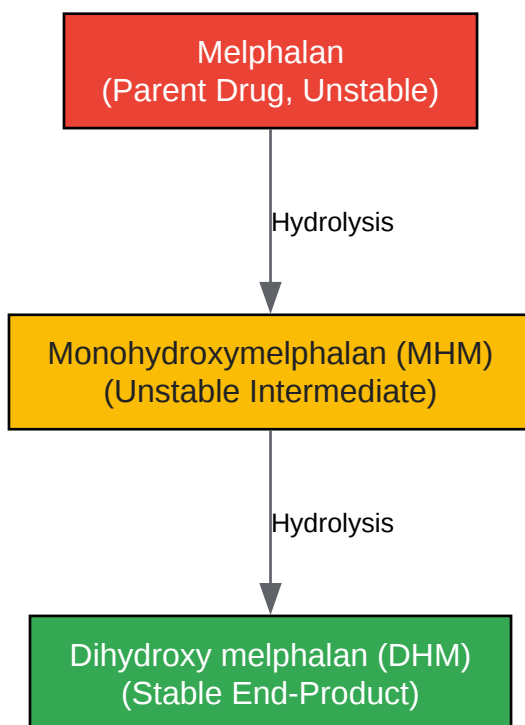 Melphalan
(Parent Drug, Unstable)
Hydrolysis
Monohydroxymelphalan (MHM)
(Unstable Intermediate)
Hydrolysis
Dihydroxy melphalan (DHM)
(Stable End-Product)